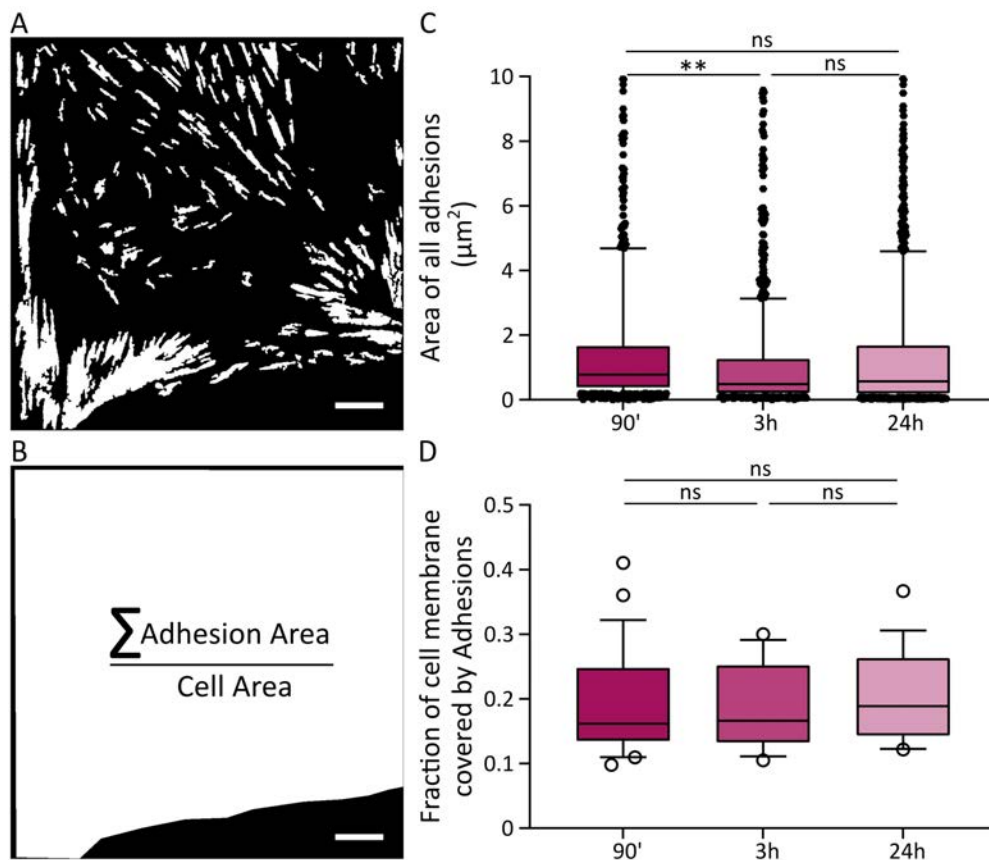 A
B
∑ Adhesion Area
Cell Area
C
ns
** ns
Area of all adhesions
(μm²)
10
8
6
4
2
0
90' 3h 24h
D
ns
ns ns
Fraction of cell membrane
covered by Adhesions
0.5
0.4
0.3
0.2
0.1
0
90' 3h 24h